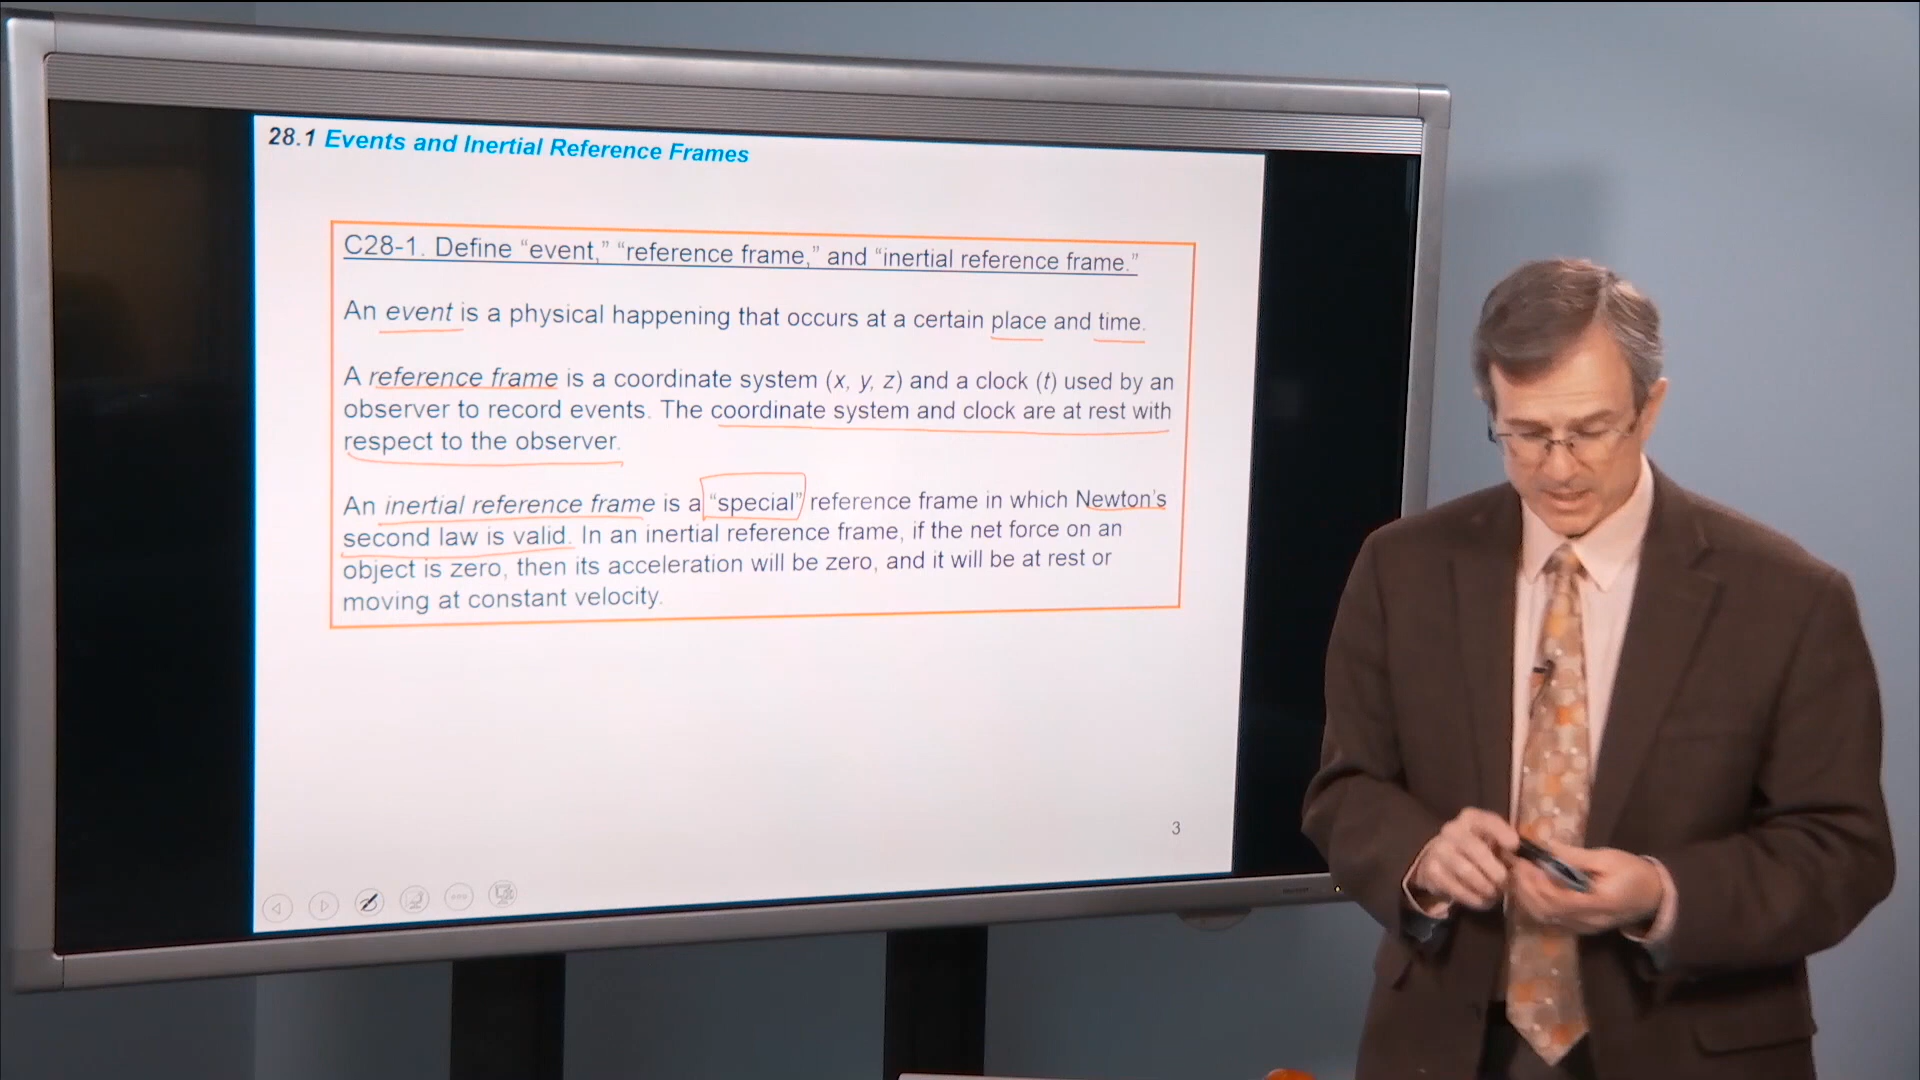 28.1 Events and Inertial Reference Frames
C28-1. Define “event,” “reference frame,” and “inertial reference frame.”
An event is a physical happening that occurs at a certain place and time.
A reference frame is a coordinate system (x, y, z) and a clock (t) used by an
observer to record events. The coordinate system and clock are at rest with
respect to the observer.
An inertial reference frame is a “special” reference frame in which Newton’s
second law is valid. In an inertial reference frame, if the net force on an
object is zero, then its acceleration will be zero, and it will be at rest or
moving at constant velocity.
3